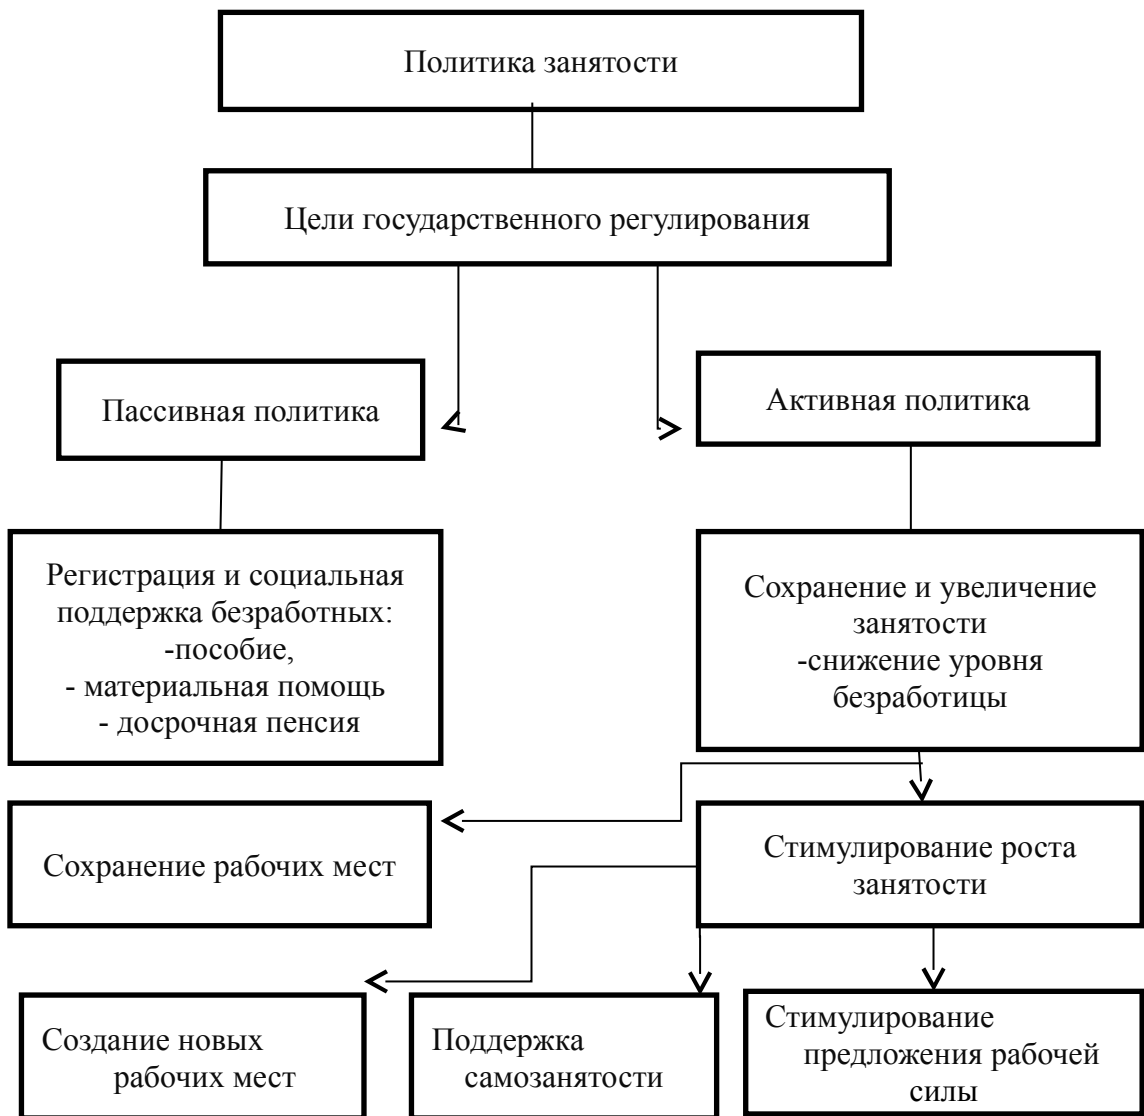 Политика занятости
Цели государственного регулирования
Пассивная политика
Активная политика
Регистрация и социальная
поддержка безработных:
-пособие,
- материальная помощь
- досрочная пенсия
Сохранение и увеличение
занятости
-снижение уровня
безработицы
Сохранение рабочих мест
Стимулирование роста
занятости
Создание новых
рабочих мест
Поддержка
самозанятости
Стимулирование
предложения рабочей
силы